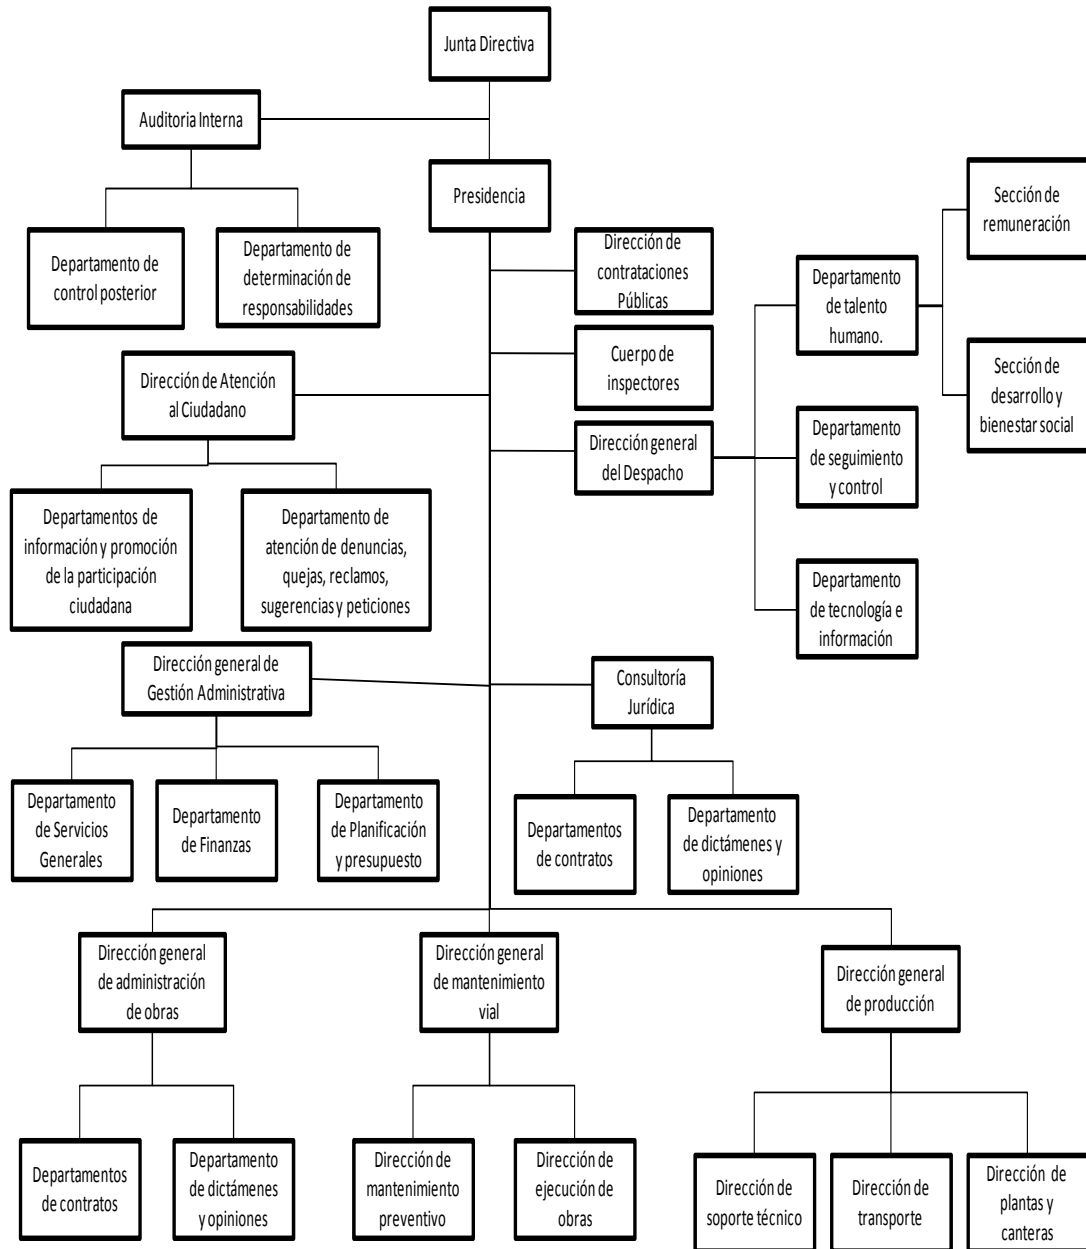 Junta Directiva
Auditoria Interna
Presidencia
Departamento de
control posterior
Departamento de
determinación de
responsabilidades
Dirección de
contrataciones
Públicas
Cuerpo de
inspectores
Dirección general
del Despacho
Departamento
de talento
humano.
Sección de
remuneración
Sección de
desarrollo y
bienestar social
Departamento
de seguimiento
y control
Departamento
de tecnología e
información
Dirección de Atención
al Ciudadano
Departamentos de
información y promoción
de la participación
ciudadana
Departamento de
atención de denuncias,
quejas, reclamos,
sugerencias y peticiones
Dirección general de
Gestión Administrativa
Consultoría
Jurídica
Departamento
de Servicios
Generales
Departamento
de Finanzas
Departamento
de Planificación
y presupuesto
Departamentos
de contratos
Departamento
de dictámenes y
opiniones
Dirección general
de administración
de obras
Dirección general
de mantenimiento
vial
Dirección general
de producción
Departamentos
de contratos
Departamento
de dictámenes
y opiniones
Dirección de
mantenimiento
preventivo
Dirección de
ejecución de
obras
Dirección de
soporte técnico
Dirección de
transporte
Dirección de
plantas y
canteras